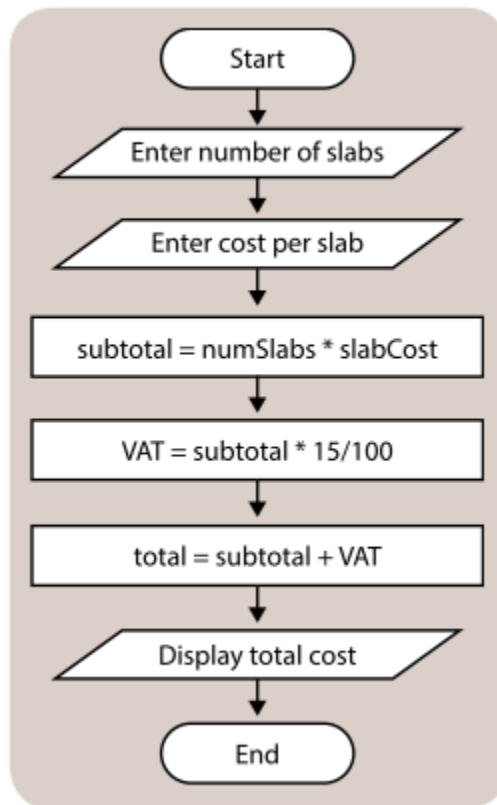 Start
Enter number of slabs
Enter cost per slab
subtotal = numSlabs * slabCost
VAT = subtotal * 15/100
total = subtotal + VAT
Display total cost
End